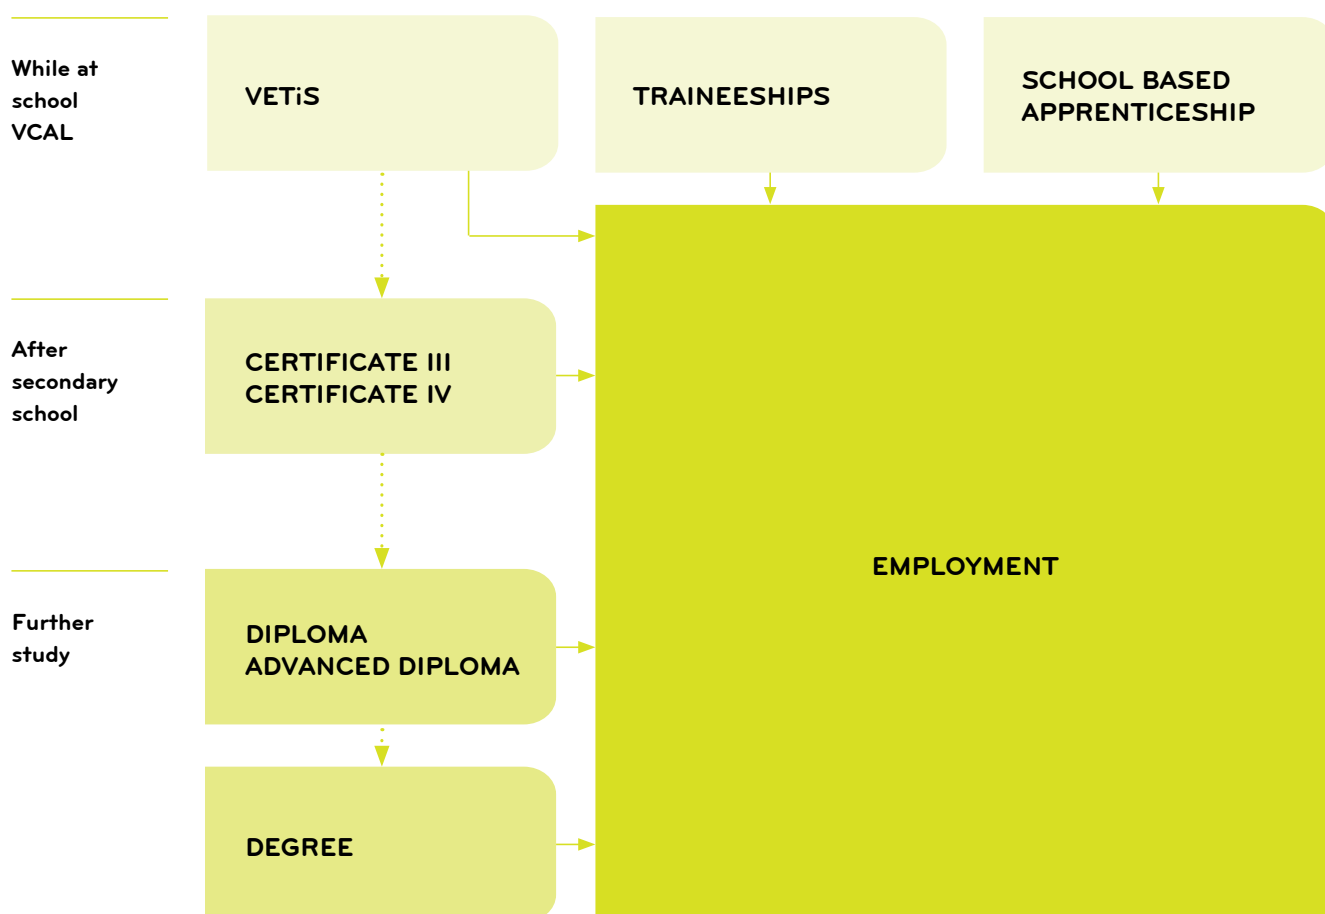 While at
school
VCAL
VETiS
TRAINEESHIPS
SCHOOL BASED
APPRENTICESHIP
After
secondary
school
CERTIFICATE III
CERTIFICATE IV
EMPLOYMENT
Further
study
DIPLOMA
ADVANCED DIPLOMA
DEGREE